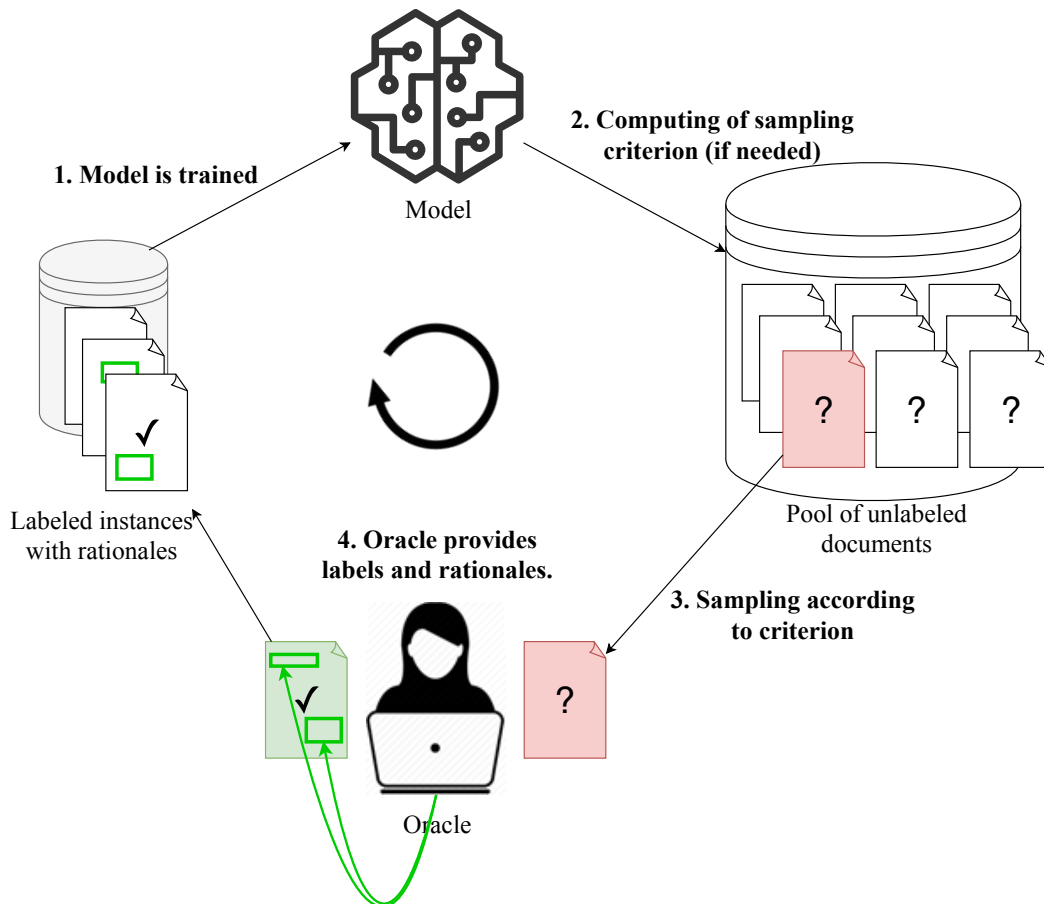 2. Computing of sampling
criterion (if needed)
1. Model is trained
Model
?
?
?
Labeled instances
with rationales
Pool of unlabeled
documents
4. Oracle provides
labels and rationales.
3. Sampling according
to criterion
?
Oracle